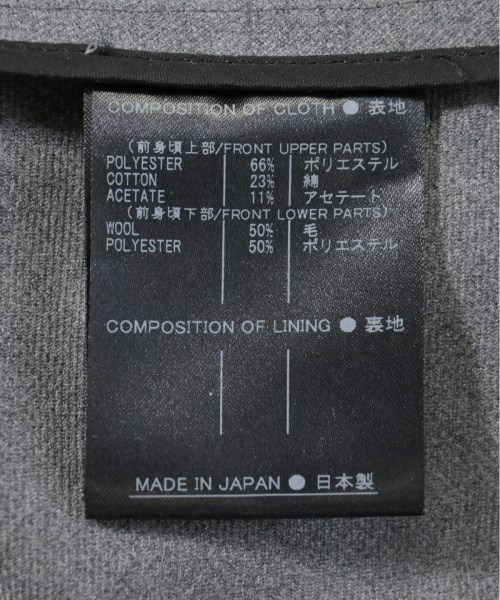 COMPOSITION OF CLOTH ● 表地
(前身頃上部/FRONT UPPER PARTS)
POLYESTER 66% ポリエステル
COTTON 23% 綿
ACETATE 11% アセテート
(前身頃下部/FRONT LOWER PARTS)
WOOL 50% 毛
POLYESTER 50% ポリエステル
COMPOSITION OF LINING ● 裏地
MADE IN JAPAN ● 日本製